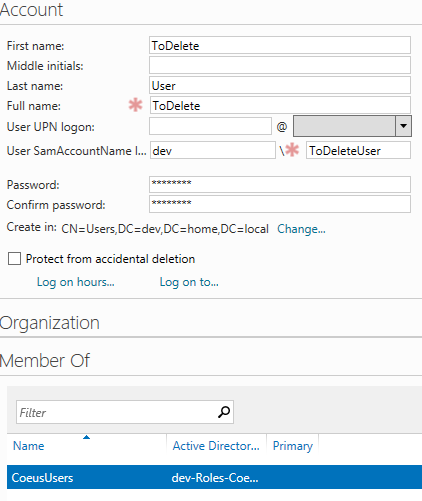 Account
First name: ToDelete
Middle initials:
Last name: User
Full name: ✱ ToDelete
User UPN logon: @
User SamAccountName l... dev \ ✱ ToDeleteUser
Password: ********
Confirm password: ********
Create in: CN=Users,DC=dev,DC=home,DC=local Change...
Protect from accidental deletion
Log on hours... Log on to...
Organization
Member Of
Filter
Name Active Director... Primary
CoeusUsers dev-Roles-Coe...